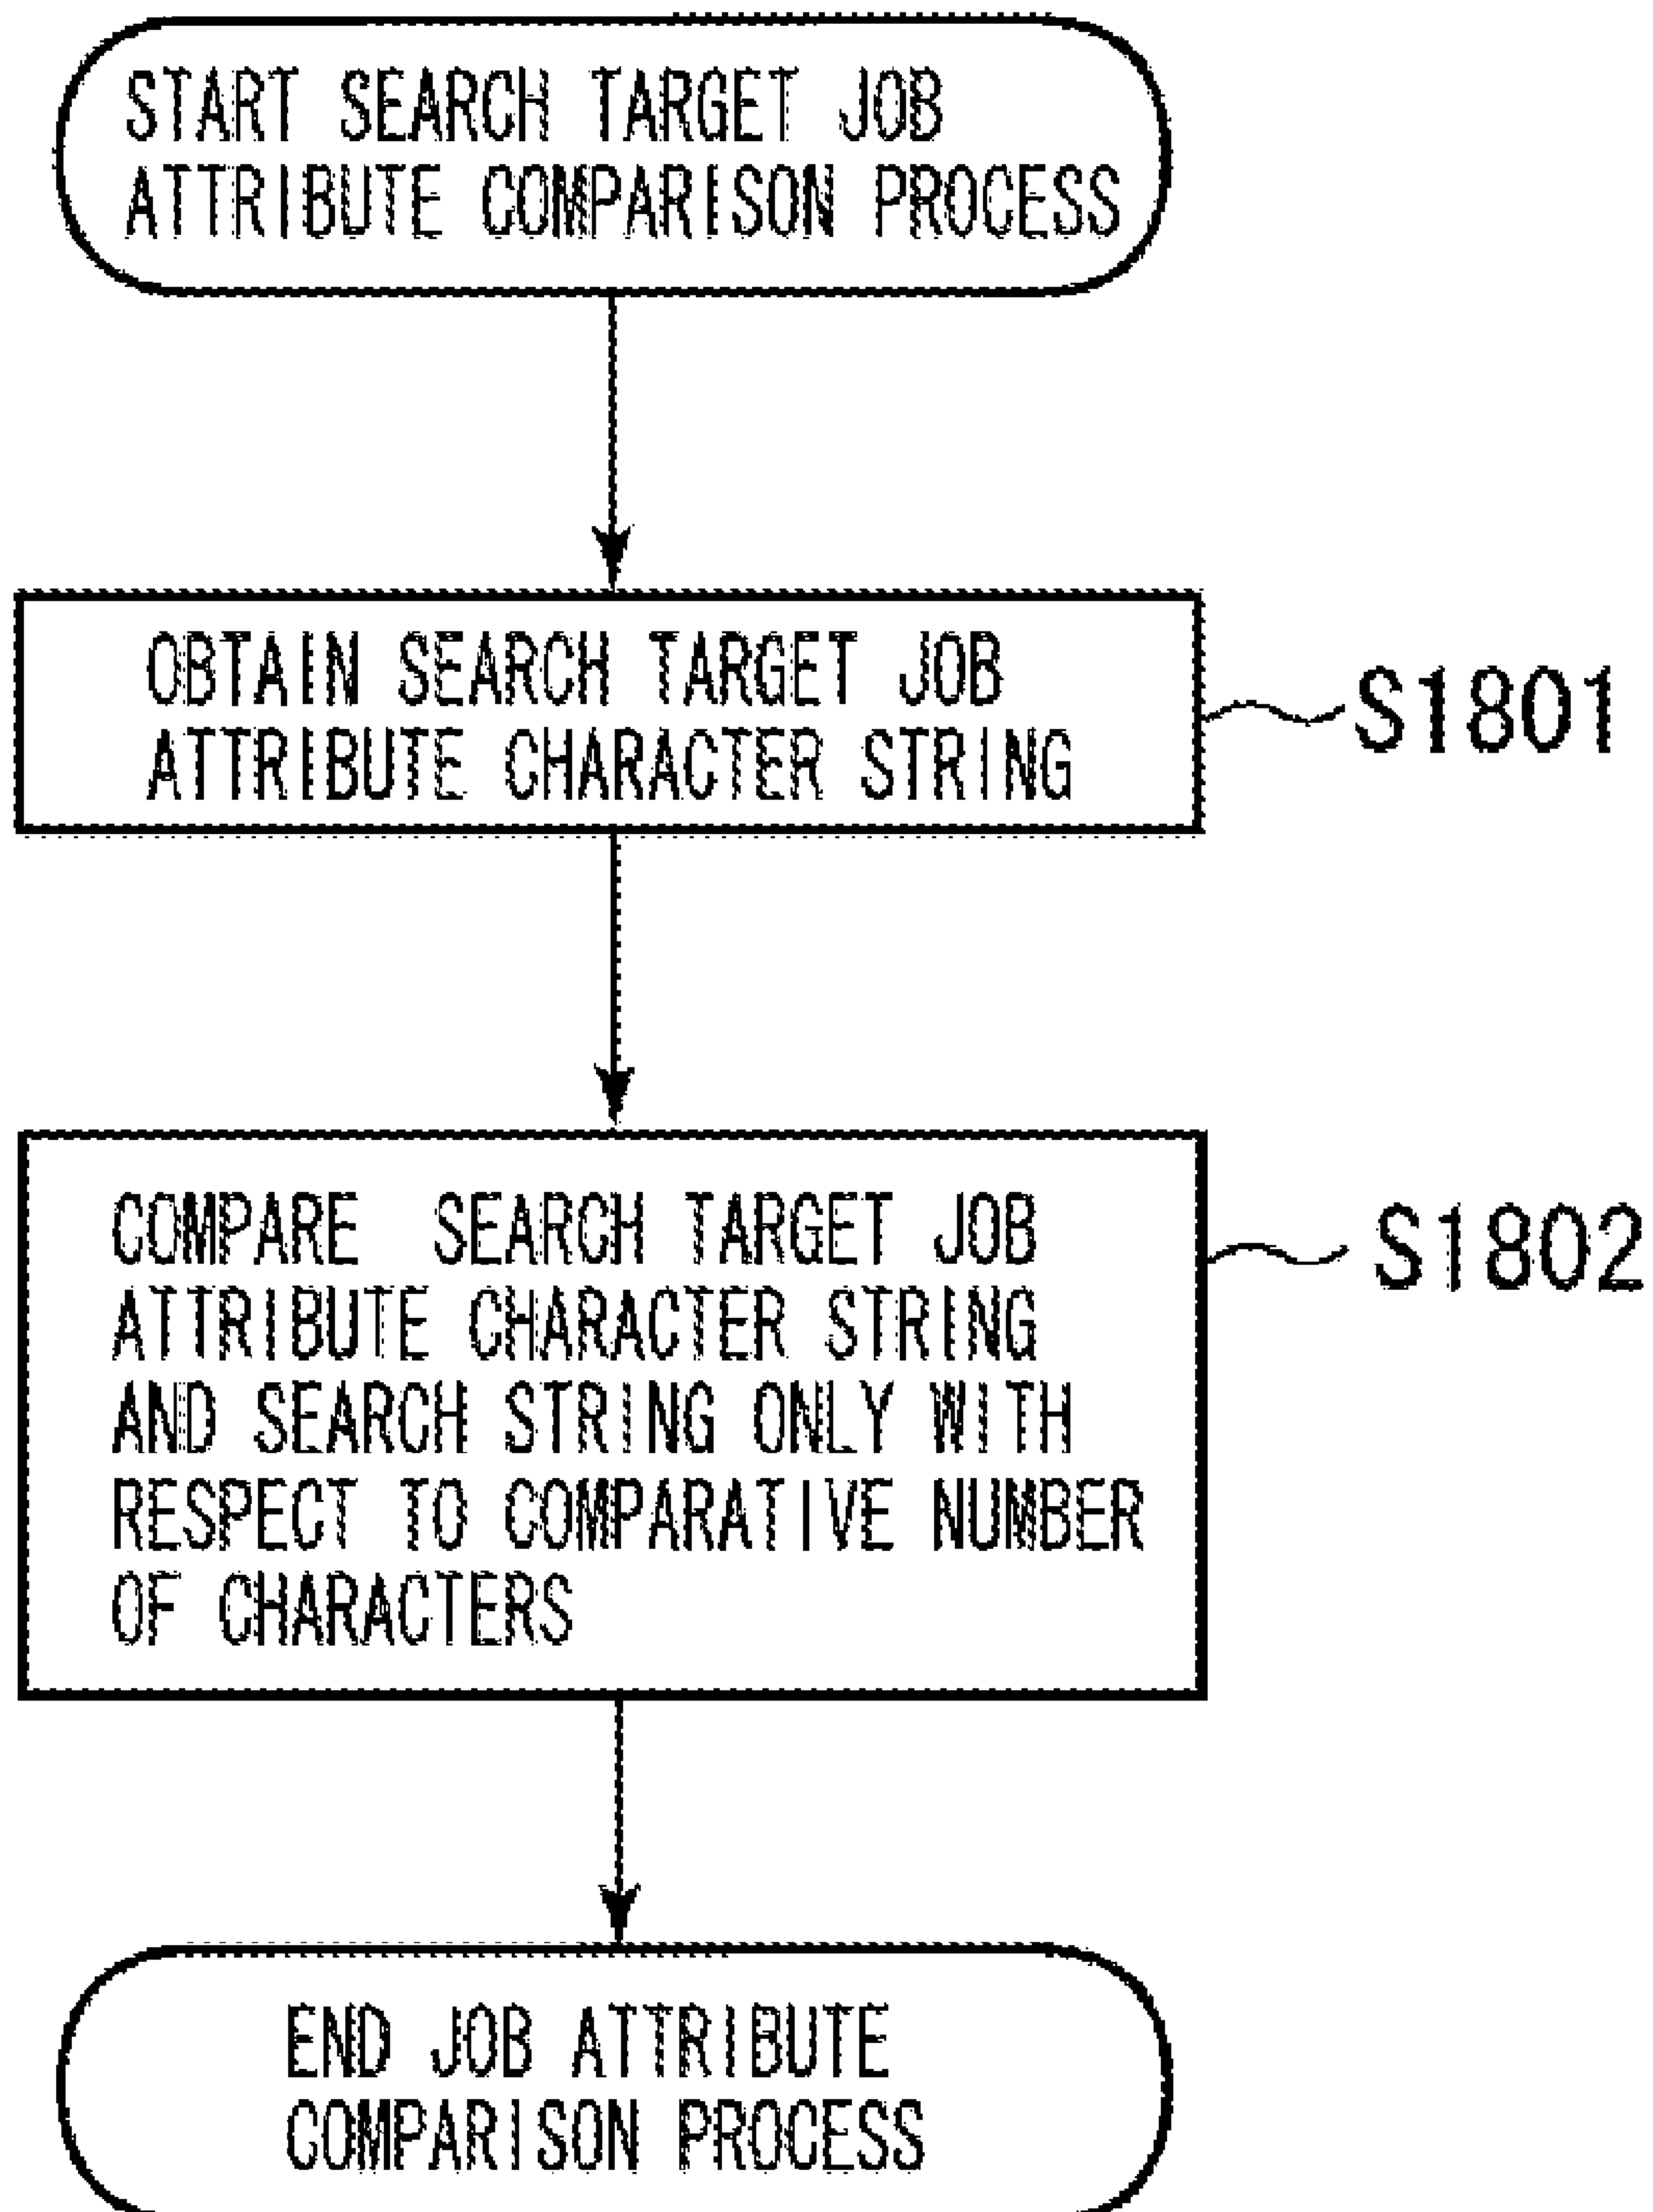 START SEARCH TARGET JOB
ATTRIBUTE COMPARISON PROCESS
OBTAIN SEARCH TARGET JOB
ATTRIBUTE CHARACTER STRING
S1801
COMPARE SEARCH TARGET JOB
ATTRIBUTE CHARACTER STRING
AND SEARCH STRING ONLY WITH
RESPECT TO COMPARATIVE NUMBER
OF CHARACTERS
S1802
END JOB ATTRIBUTE
COMPARISON PROCESS